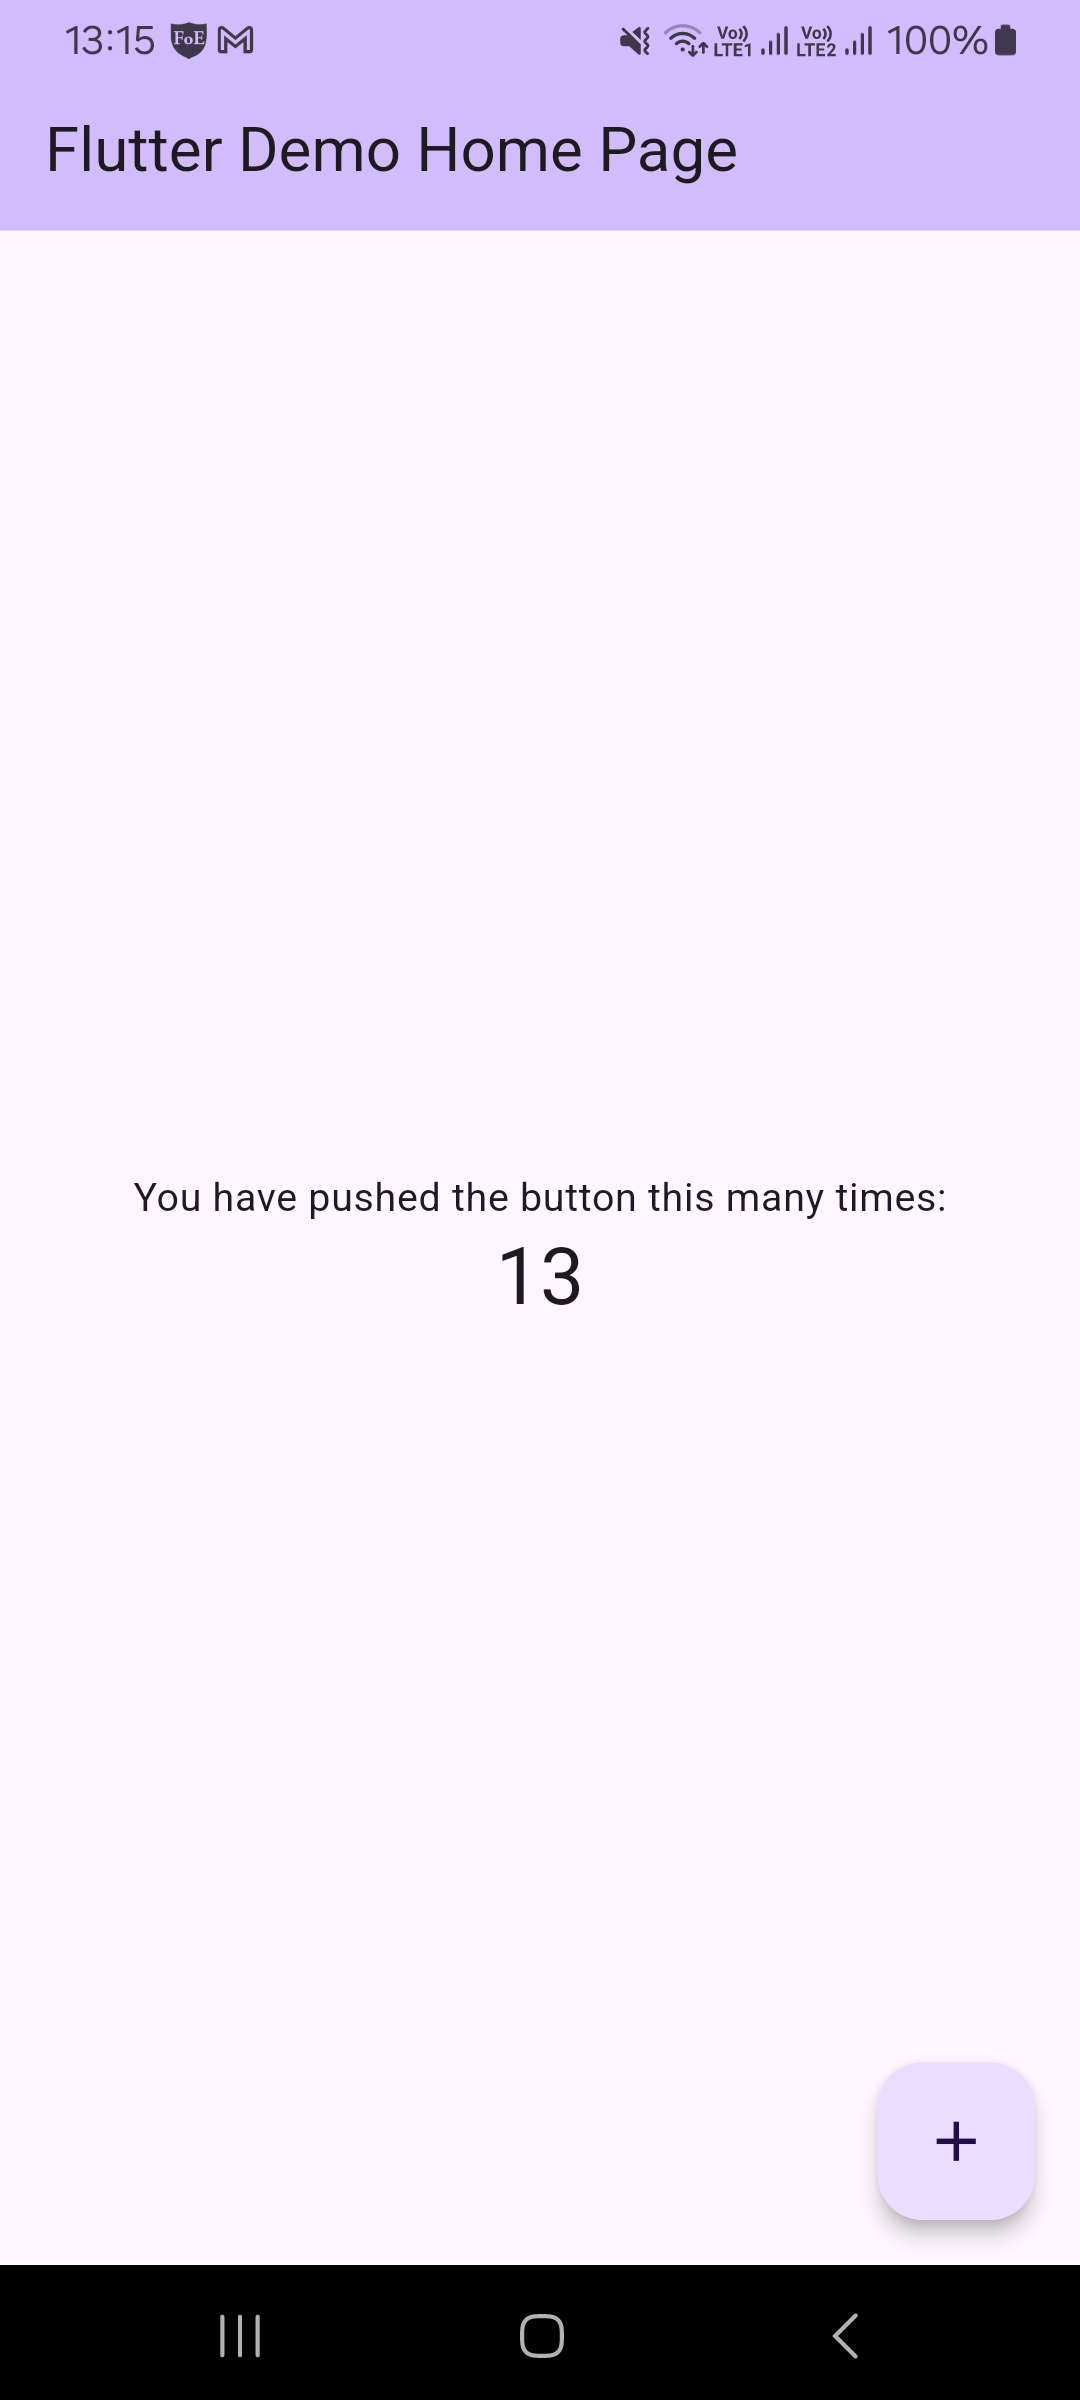 13:15 FoE Vo)) LTE1 Vo)) LTE2 100%
Flutter Demo Home Page
You have pushed the button this many times:
13
+